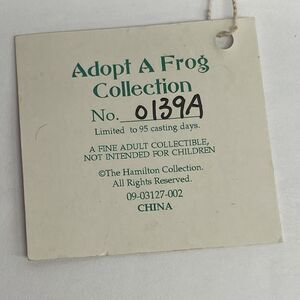 Adopt A Frog
Collection
No. 0139A
Limited to 95 casting days.
A FINE ADULT COLLECTIBLE,
NOT INTENDED FOR CHILDREN
©The Hamilton Collection.
All Rights Reserved.
09-03127-002
CHINA